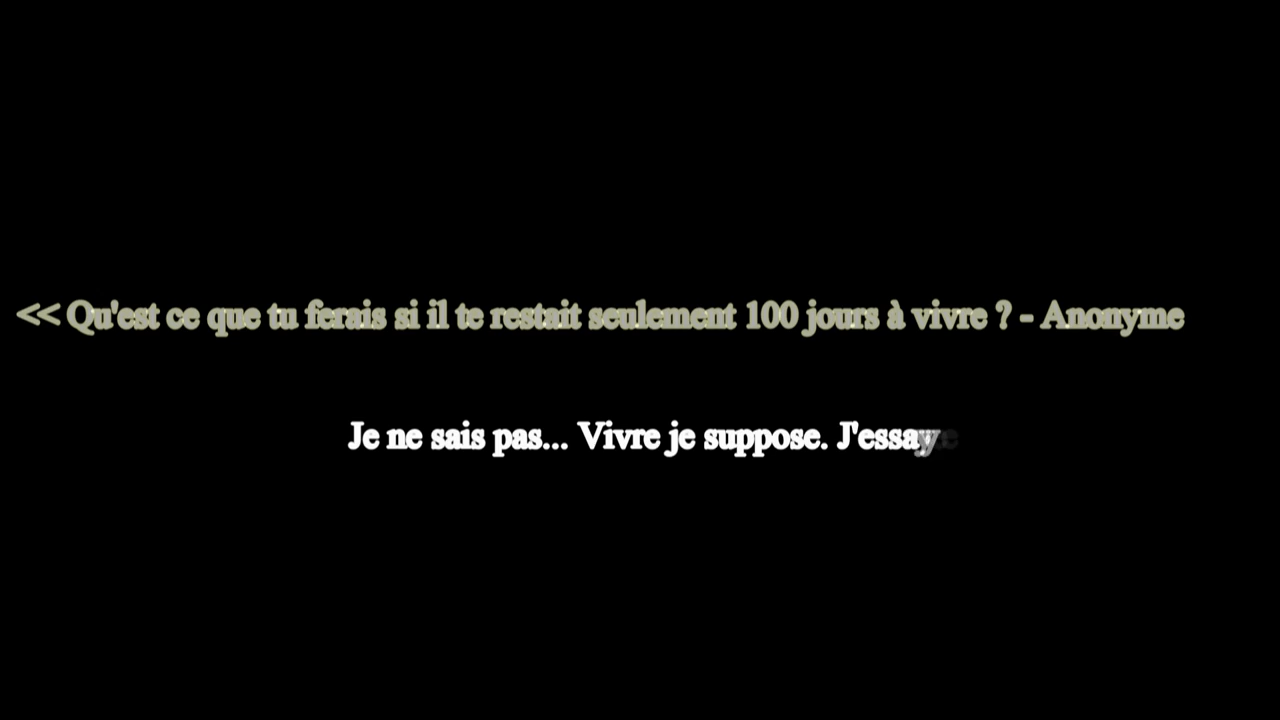 << Qu'est ce que tu ferais si il te restait seulement 100 jours à vivre ? - Anonyme
Je ne sais pas... Vivre je suppose. J'essaye